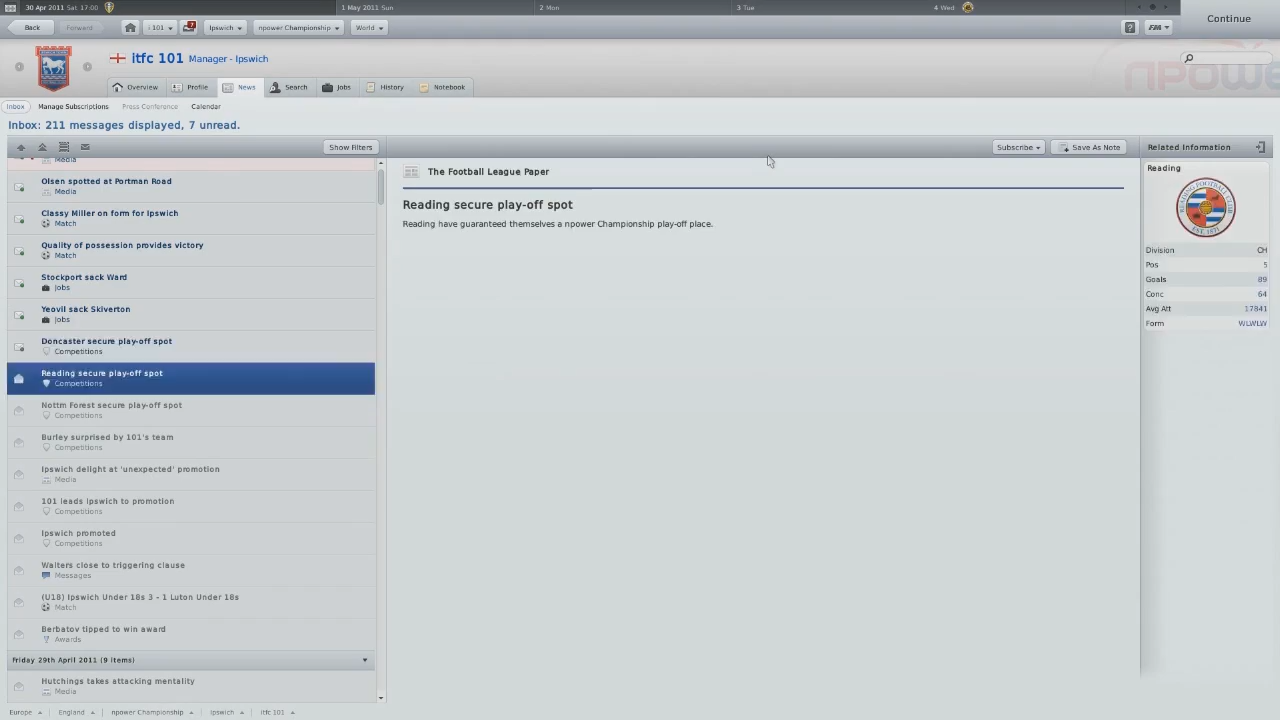 30 Apr 2011 Sat 17:00
1 May 2011 Sun
2 Mon
3 Tue
4 Wed
Continue
Back
Forward
i-101
Ipswich
npower Championship
World
?
FM
itfc 101 Manager - Ipswich
Overview
Profile
News
Search
Jobs
History
Notebook
Inbox
Manage Subscriptions
Press Conference
Calendar
Inbox: 211 messages displayed, 7 unread.
Show Filters
Subscribe
Save As Note
Related Information
Media
Olsen spotted at Portman Road
Media
Classy Miller on form for Ipswich
Match
Quality of possession provides victory
Match
Stockport sack Ward
Jobs
Yeovil sack Skiverton
Jobs
Doncaster secure play-off spot
Competitions
Reading secure play-off spot
Competitions
Nottm Forest secure play-off spot
Competitions
Burley surprised by 101's team
Competitions
Ipswich delight at 'unexpected' promotion
Media
101 leads Ipswich to promotion
Competitions
Ipswich promoted
Competitions
Walters close to triggering clause
Messages
(U18) Ipswich Under 18s 3 - 1 Luton Under 18s
Match
Berbatov tipped to win award
Awards
Friday 29th April 2011 (9 items)
Hutchings takes attacking mentality
Media
The Football League Paper
Reading secure play-off spot
Reading have guaranteed themselves a npower Championship play-off place.
Reading
Division CH
Pos 5
Goals 89
Conc 64
Avg Att 17841
Form WLWLW
Europe
England
npower Championship
Ipswich
itfc 101